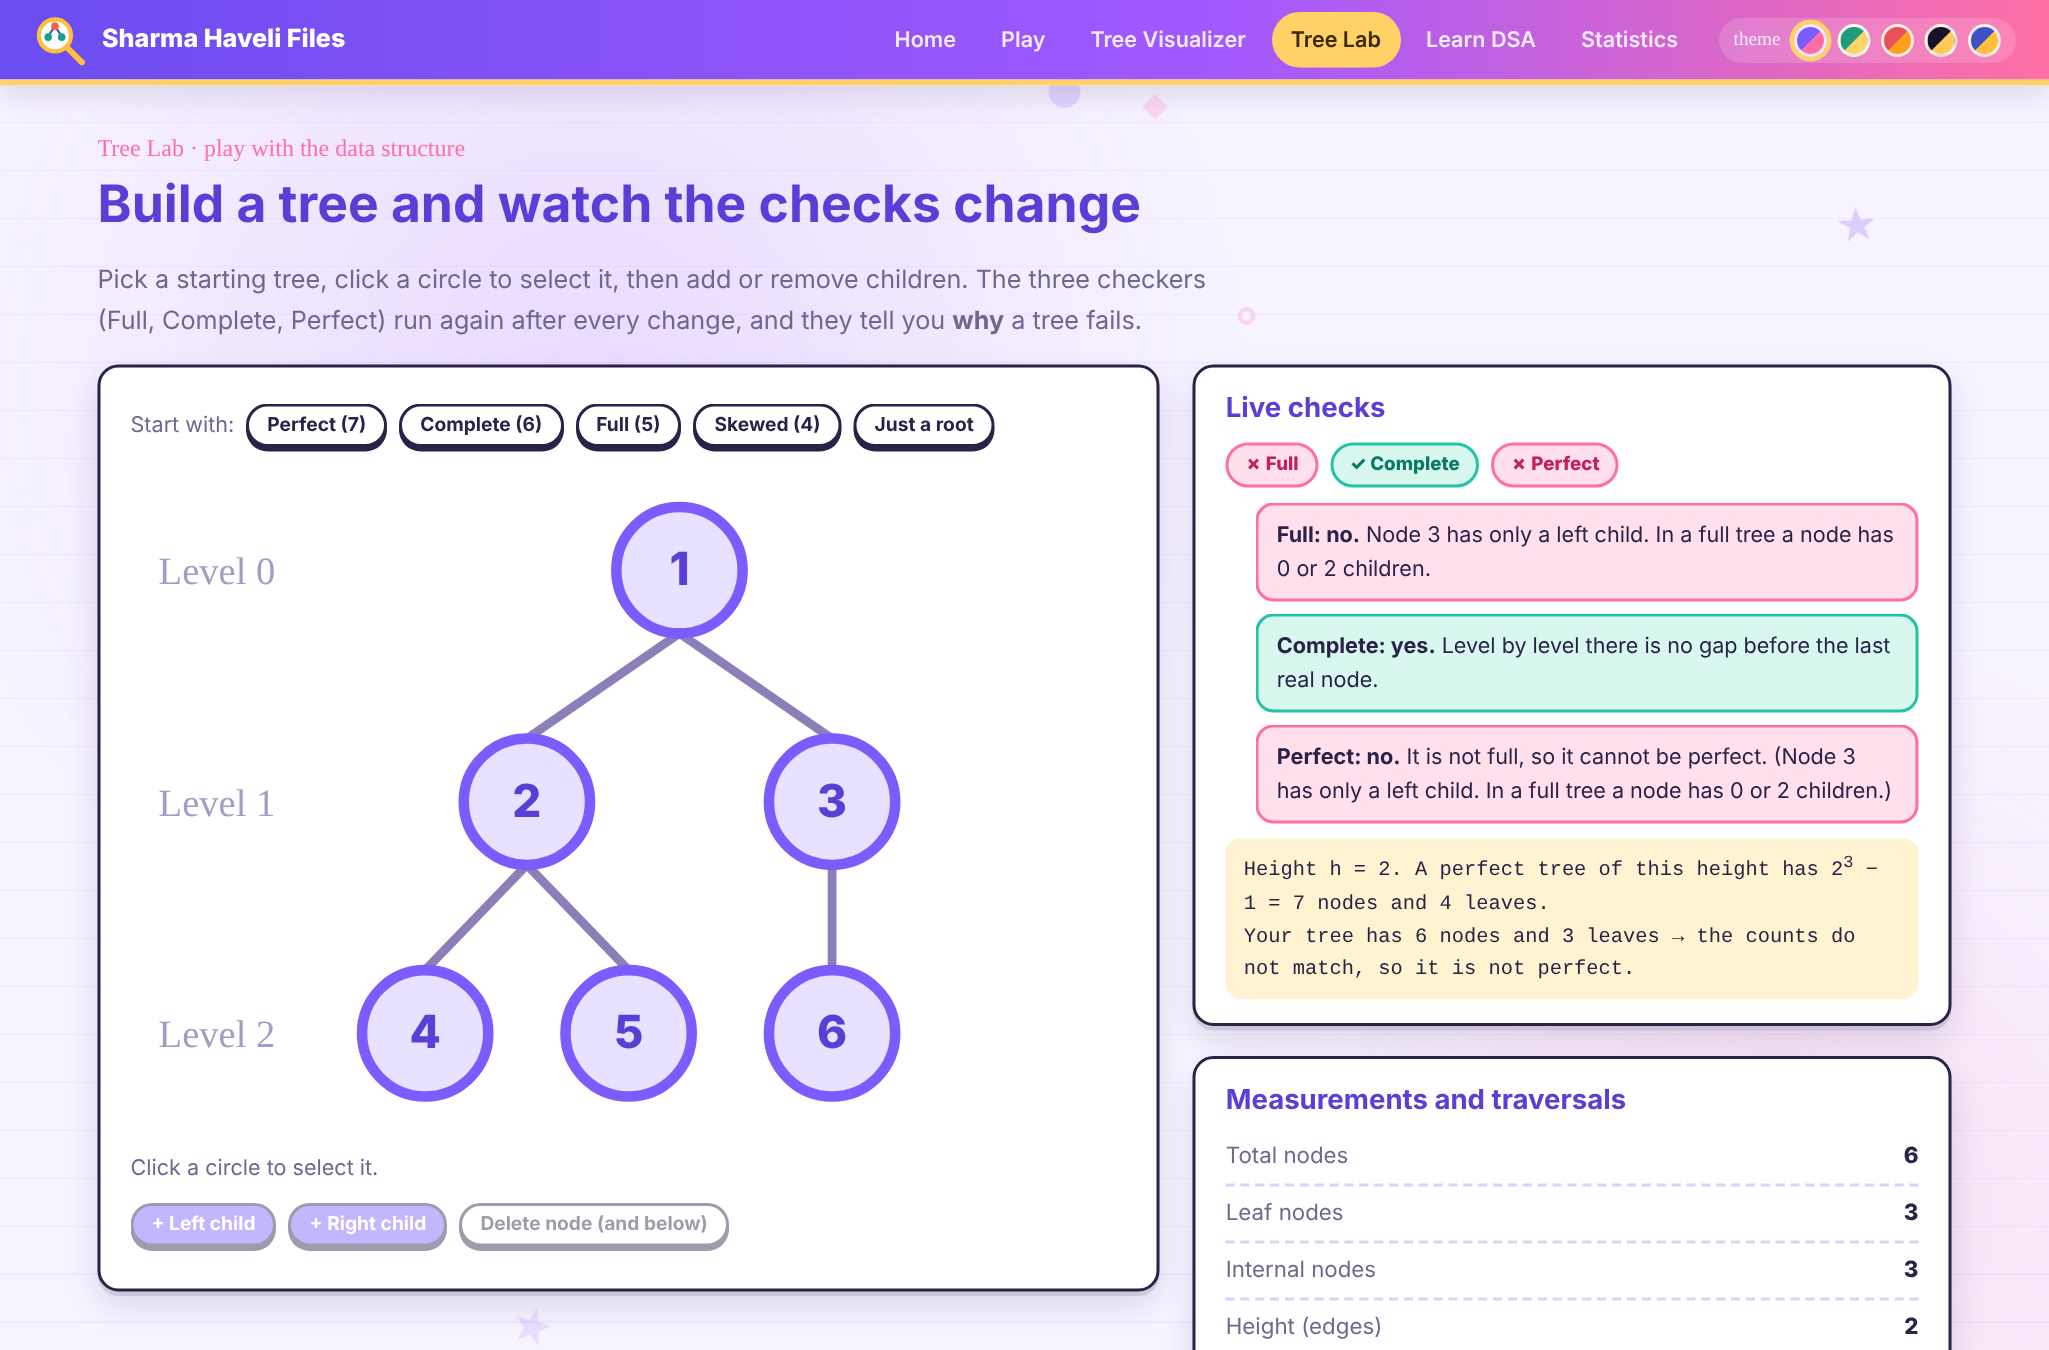 Sharma Haveli Files
Home
Play
Tree Visualizer
Tree Lab
Learn DSA
Statistics
theme
Tree Lab · play with the data structure
Build a tree and watch the checks change
Pick a starting tree, click a circle to select it, then add or remove children. The three checkers
(Full, Complete, Perfect) run again after every change, and they tell you why a tree fails.
Start with:
Perfect (7)
Complete (6)
Full (5)
Skewed (4)
Just a root
Level 0
1
Level 1
2
3
Level 2
4
5
6
Click a circle to select it.
+ Left child
+ Right child
Delete node (and below)
Live checks
× Full
✓ Complete
× Perfect
Full: no. Node 3 has only a left child. In a full tree a node has
0 or 2 children.
Complete: yes. Level by level there is no gap before the last
real node.
Perfect: no. It is not full, so it cannot be perfect. (Node 3
has only a left child. In a full tree a node has 0 or 2 children.)
Height h = 2. A perfect tree of this height has 2³ −
1 = 7 nodes and 4 leaves.
Your tree has 6 nodes and 3 leaves → the counts do
not match, so it is not perfect.
Measurements and traversals
Total nodes 6
Leaf nodes 3
Internal nodes 3
Height (edges) 2